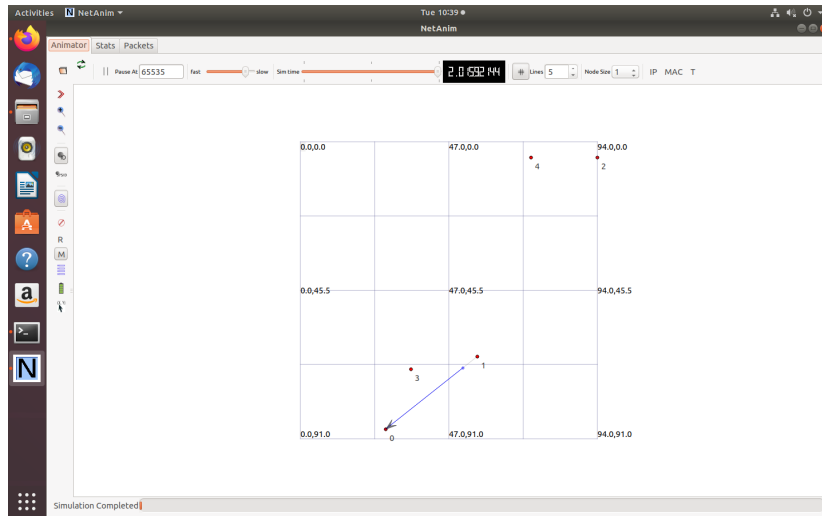 Activities NetAnim Tue 10:39
NetAnim
Animator Stats Packets
Pause At 65535 Fast slow Sim time Lines 5 Node Size 1 IP MAC T
0.0,0.0 47.0,0.0 94.0,0.0
4 2
R
M
0.0,45.5 47.0,45.5 94.0,45.5
1
3
0.0,91.0 47.0,91.0 94.0,91.0
0
Simulation Completed